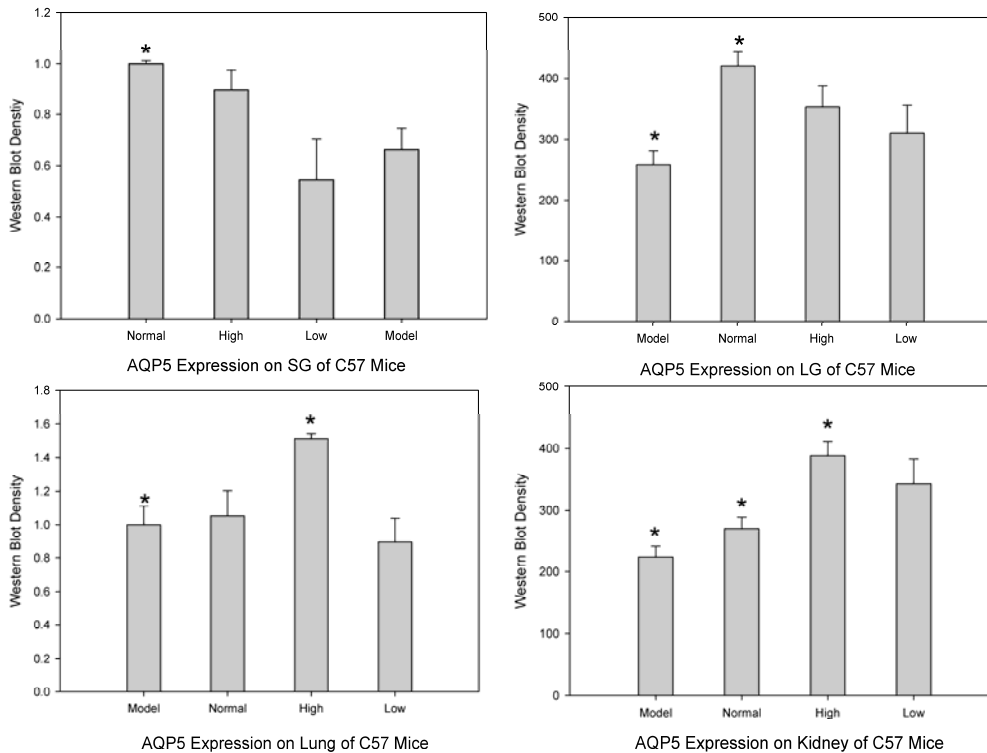 1.2
1.0
0.8
0.6
0.4
0.2
0.0
Western Blot Denstiy
*
Normal High Low Model
AQP5 Expression on SG of C57 Mice
500
400
300
200
100
0
Western Blot Density
* *
Model Normal High Low
AQP5 Expression on LG of C57 Mice
1.8
1.6
1.4
1.2
1.0
0.8
0.6
0.4
0.2
0.0
Western Blot Density
* *
Model Normal High Low
AQP5 Expression on Lung of C57 Mice
500
400
300
200
100
0
Western Blot Density
* * *
Model Normal High Low
AQP5 Expression on Kidney of C57 Mice